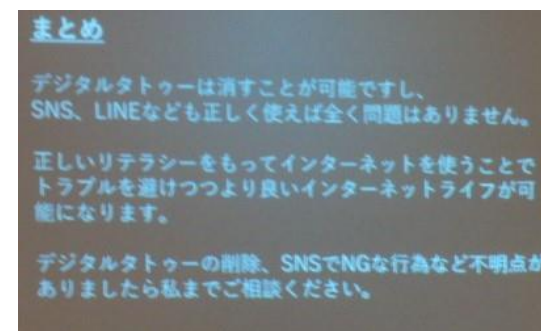 まとめ
デジタルタトゥーは消すことが可能ですし、
SNS、LINEなども正しく使えば全く問題はありません。
正しいリテラシーをもってインターネットを使うことで
トラブルを避けつつより良いインターネットライフが可
能になります。
デジタルタトゥーの削除、SNSでNGな行為など不明点が
ありましたら私までご相談ください。